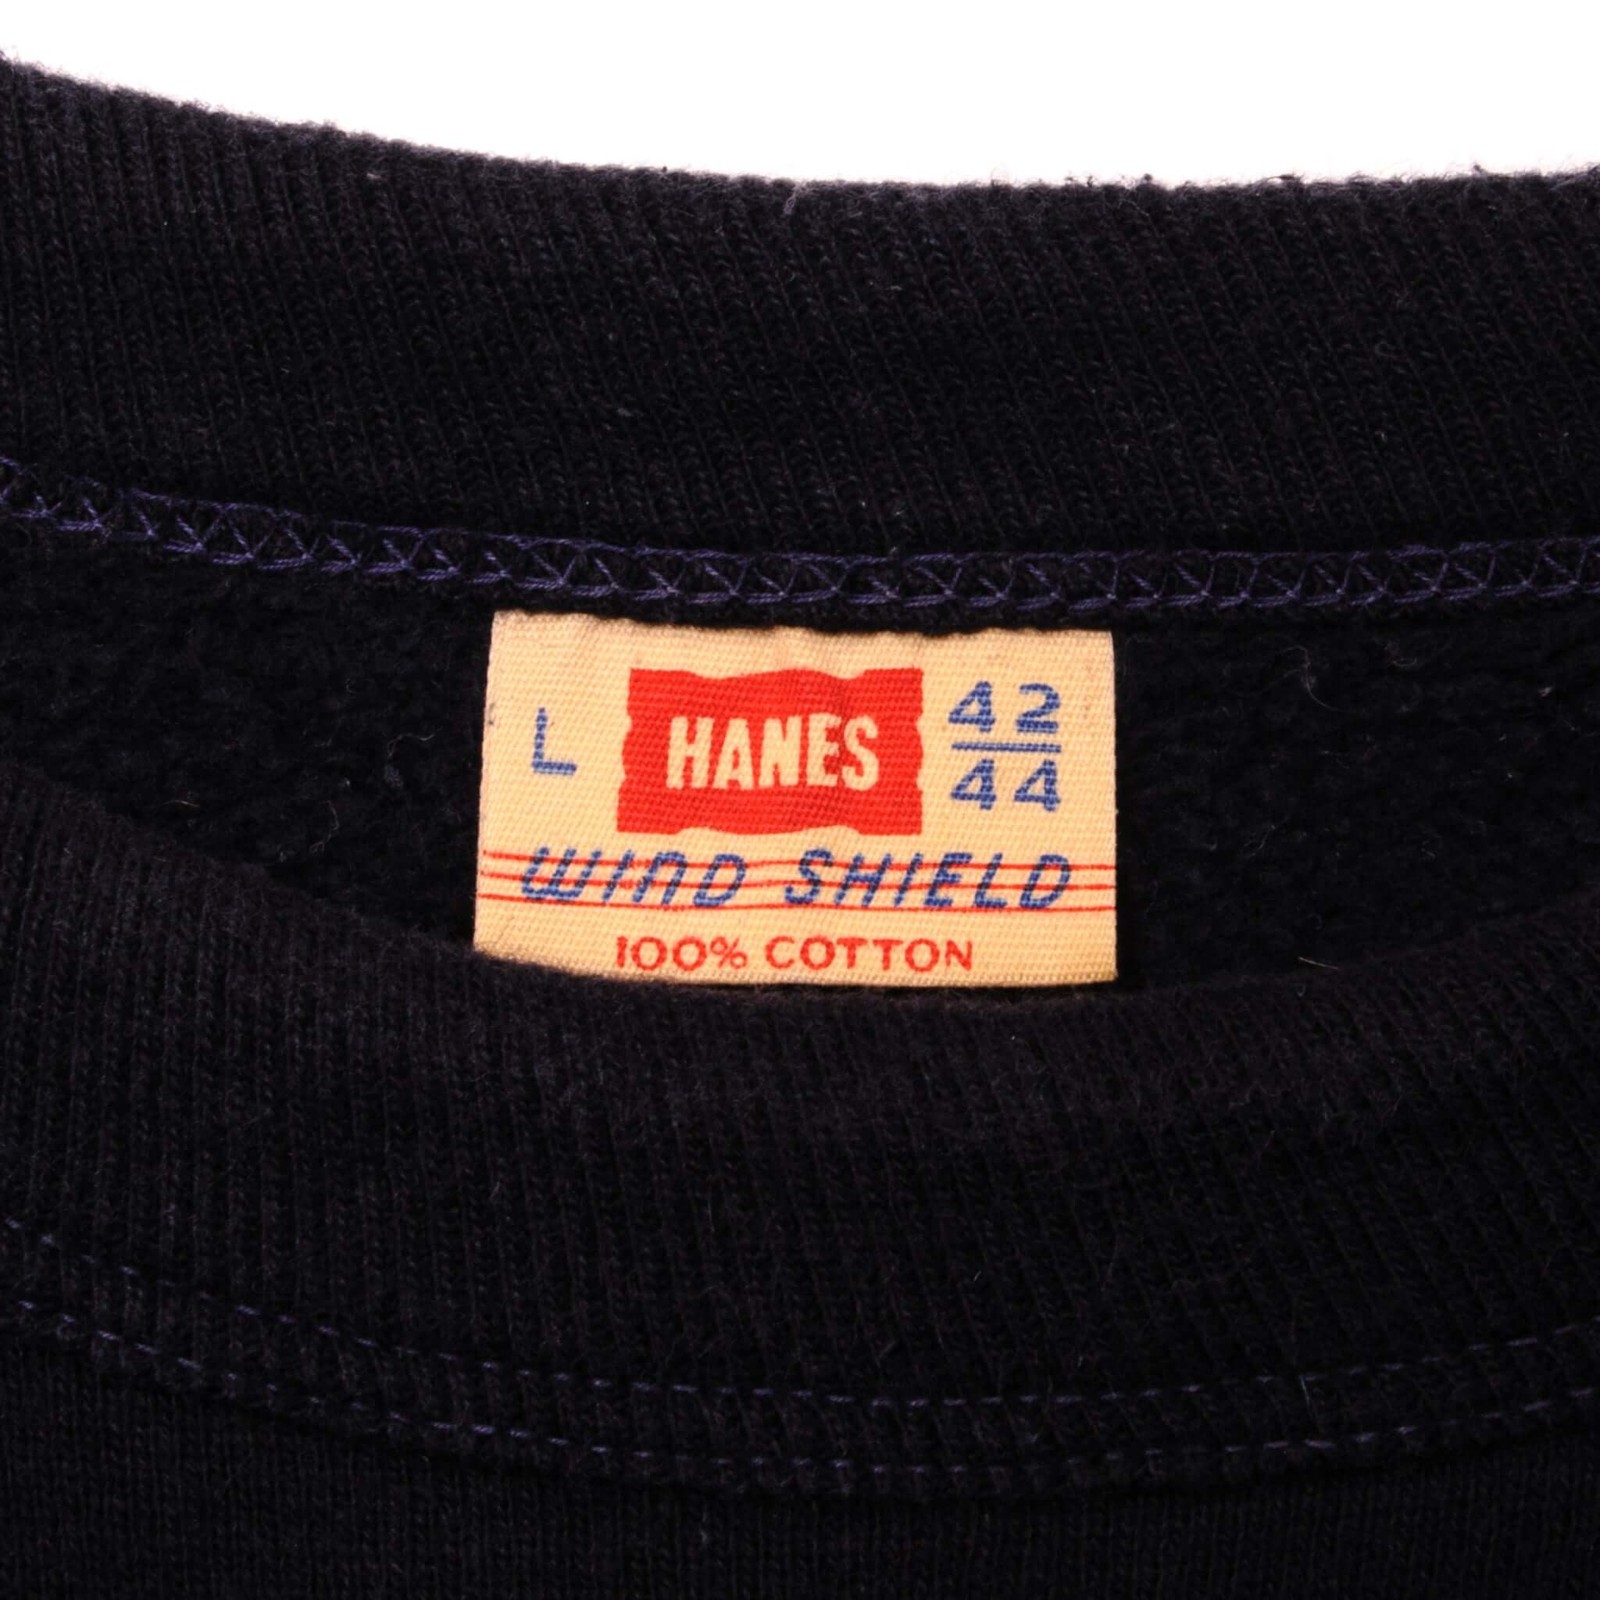 L HANES 42
44
WIND SHIELD
100% COTTON